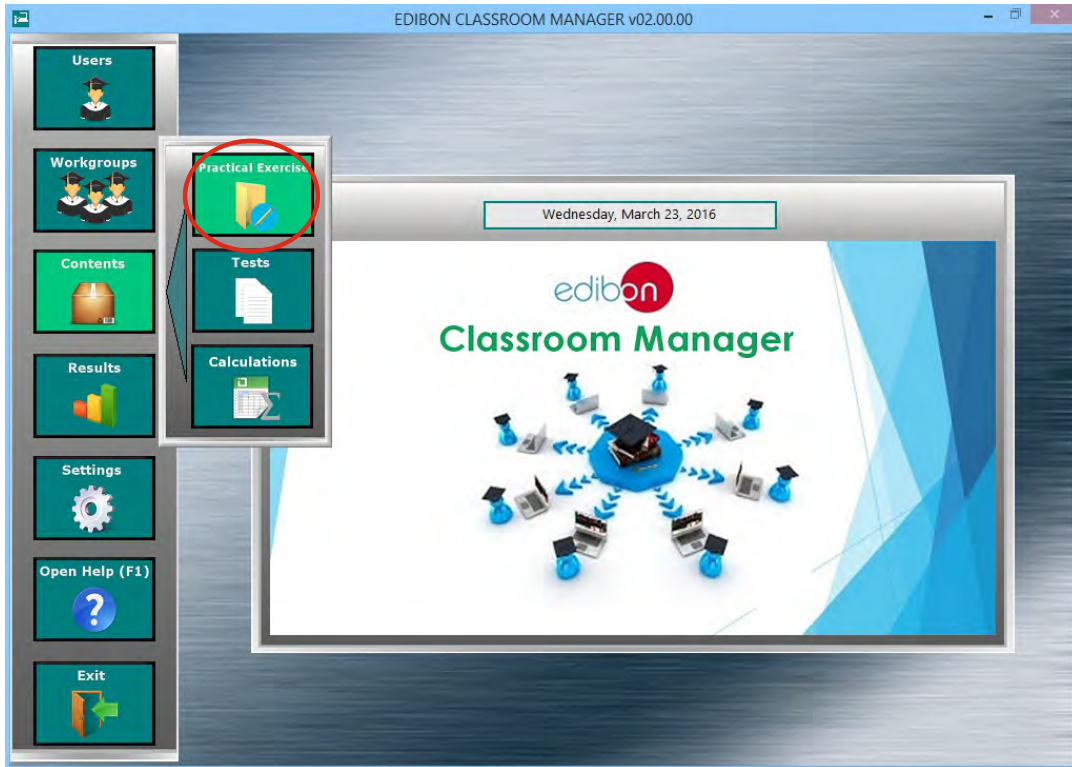 EDIBON CLASSROOM MANAGER v02.00.00
Users
Workgroups
Contents
Results
Settings
Open Help (F1)
Exit
Practical Exercise
Tests
Calculations
Wednesday, March 23, 2016
edibon
Classroom Manager